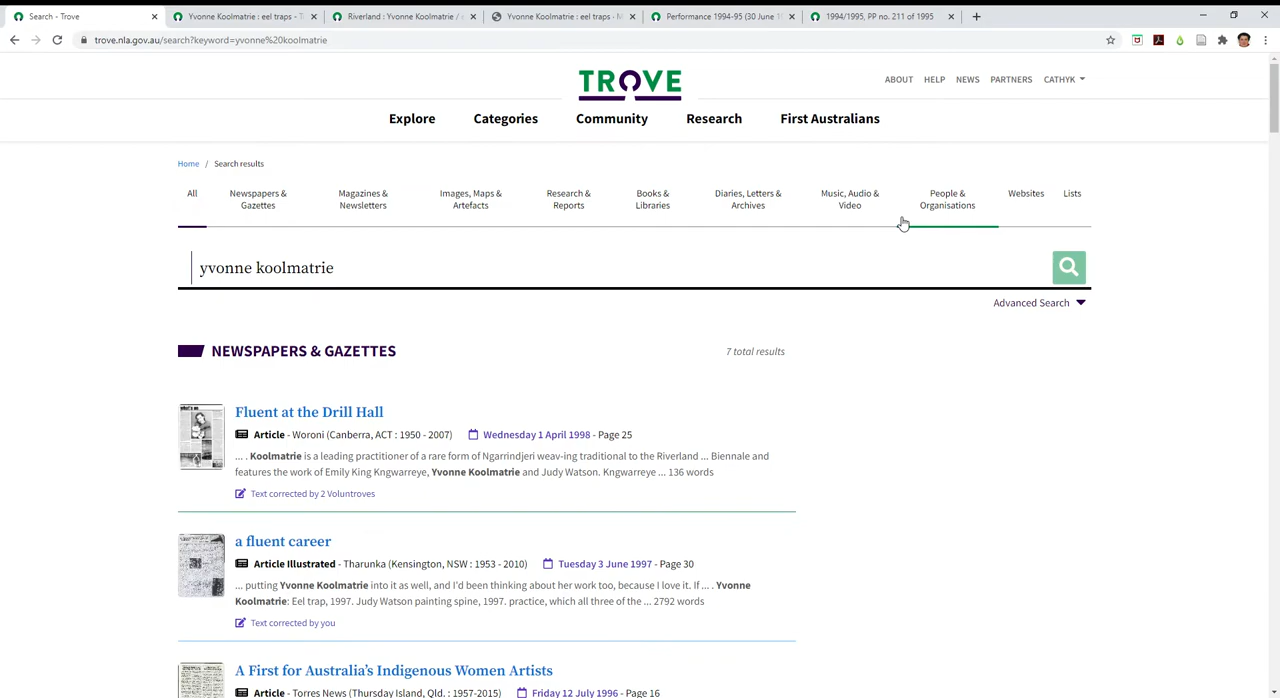 Search - Trove
Yvonne Koolmatrie : eel traps - T
Riverland : Yvonne Koolmatrie / e
Yvonne Koolmatrie : eel traps - M
Performance 1994-95 (30 June 1
1994/1995, PP no. 211 of 1995
trove.nla.gov.au/search?keyword=yvonne%20koolmatrie
TROVE
ABOUT HELP NEWS PARTNERS CATHYK
Explore Categories Community Research First Australians
Home / Search results
All
Newspapers &
Gazettes
Magazines &
Newsletters
Images, Maps &
Artefacts
Research &
Reports
Books &
Libraries
Diaries, Letters &
Archives
Music, Audio &
Video
People &
Organisations
Websites
Lists
yvonne koolmatrie
Advanced Search
NEWSPAPERS & GAZETTES
7 total results
Fluent at the Drill Hall
Article - Woroni (Canberra, ACT : 1950 - 2007) Wednesday 1 April 1998 - Page 25
... . Koolmatrie is a leading practitioner of a rare form of Ngarrindjeri weav-ing traditional to the Riverland ... Biennale and
features the work of Emily King Kngwarreye, Yvonne Koolmatrie and Judy Watson. Kngwarreye ... 136 words
Text corrected by 2 Voluntroves
a fluent career
Article Illustrated - Tharunka (Kensington, NSW : 1953 - 2010) Tuesday 3 June 1997 - Page 30
... putting Yvonne Koolmatrie into it as well, and I'd been thinking about her work too, because I love it. If ... . Yvonne
Koolmatrie: Eel trap, 1997. Judy Watson painting spine, 1997. practice, which all three of the ... 2792 words
Text corrected by you
A First for Australia's Indigenous Women Artists
Article - Torres News (Thursday Island, Qld. : 1957-2015) Friday 12 July 1996 - Page 16